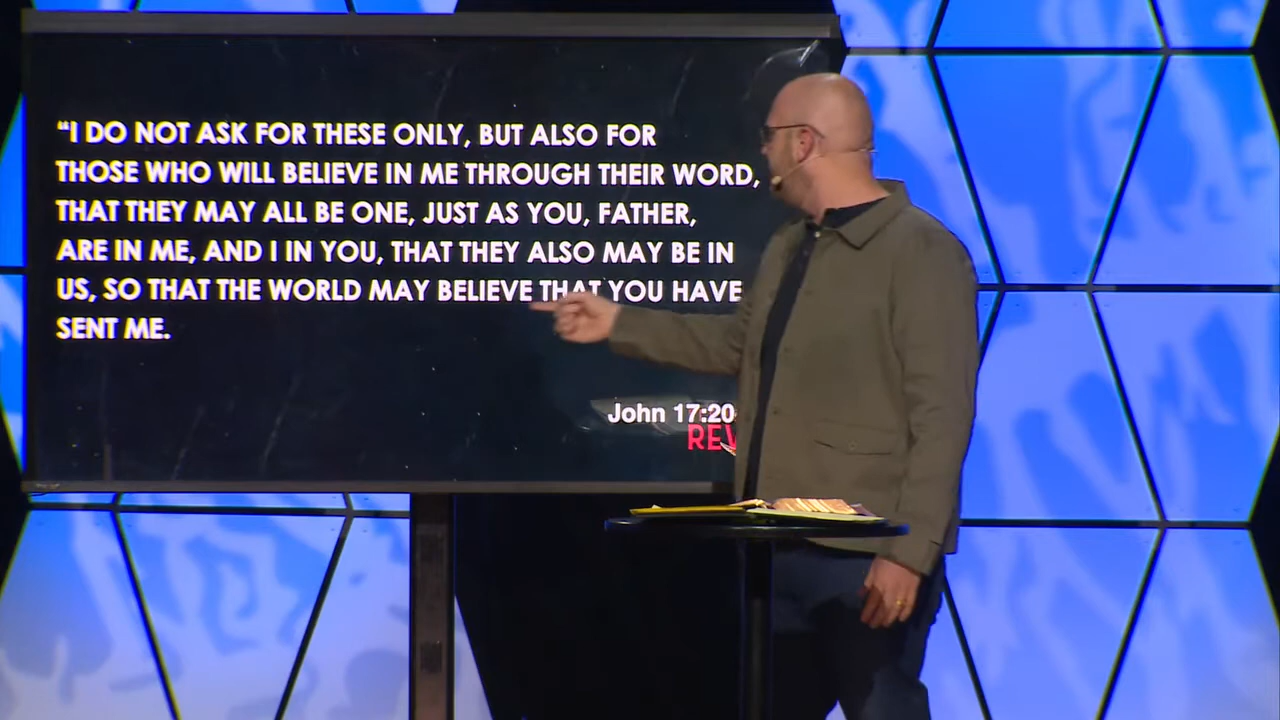 “I DO NOT ASK FOR THESE ONLY, BUT ALSO FOR
THOSE WHO WILL BELIEVE IN ME THROUGH THEIR WORD,
THAT THEY MAY ALL BE ONE, JUST AS YOU, FATHER,
ARE IN ME, AND I IN YOU, THAT THEY ALSO MAY BE IN
US, SO THAT THE WORLD MAY BELIEVE THAT YOU HAVE
SENT ME.
John 17:20
REV